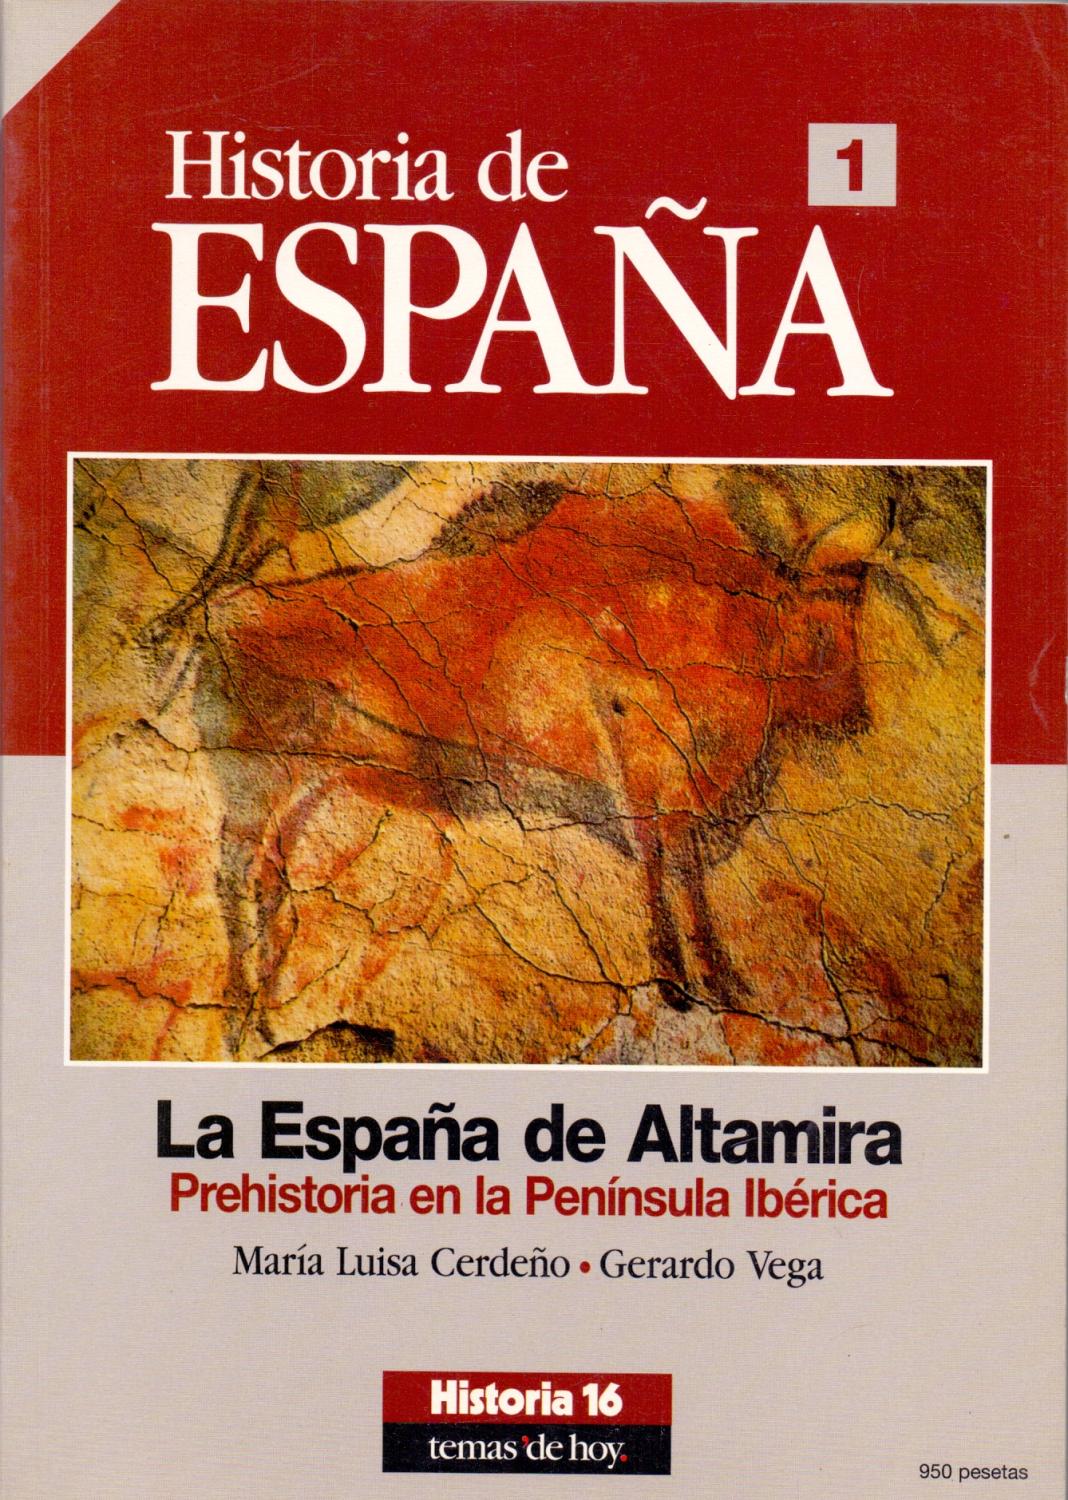 Historia de
1
ESPAÑA
La España de Altamira
Prehistoria en la Península Ibérica
María Luisa Cerdeño • Gerardo Vega
Historia 16
temas'de hoy.
950 pesetas